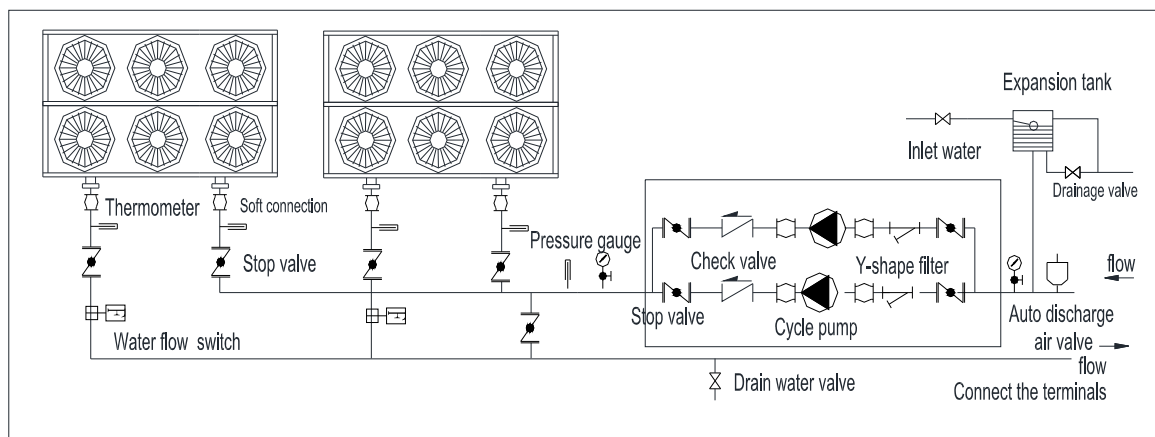 Expansion tank
Inlet water
Drainage valve
Thermometer
Soft connection
Pressure gauge
Stop valve
Check valve
Y-shape filter
flow
Stop valve
Cycle pump
Auto discharge
air valve
Water flow switch
flow
Drain water valve
Connect the terminals